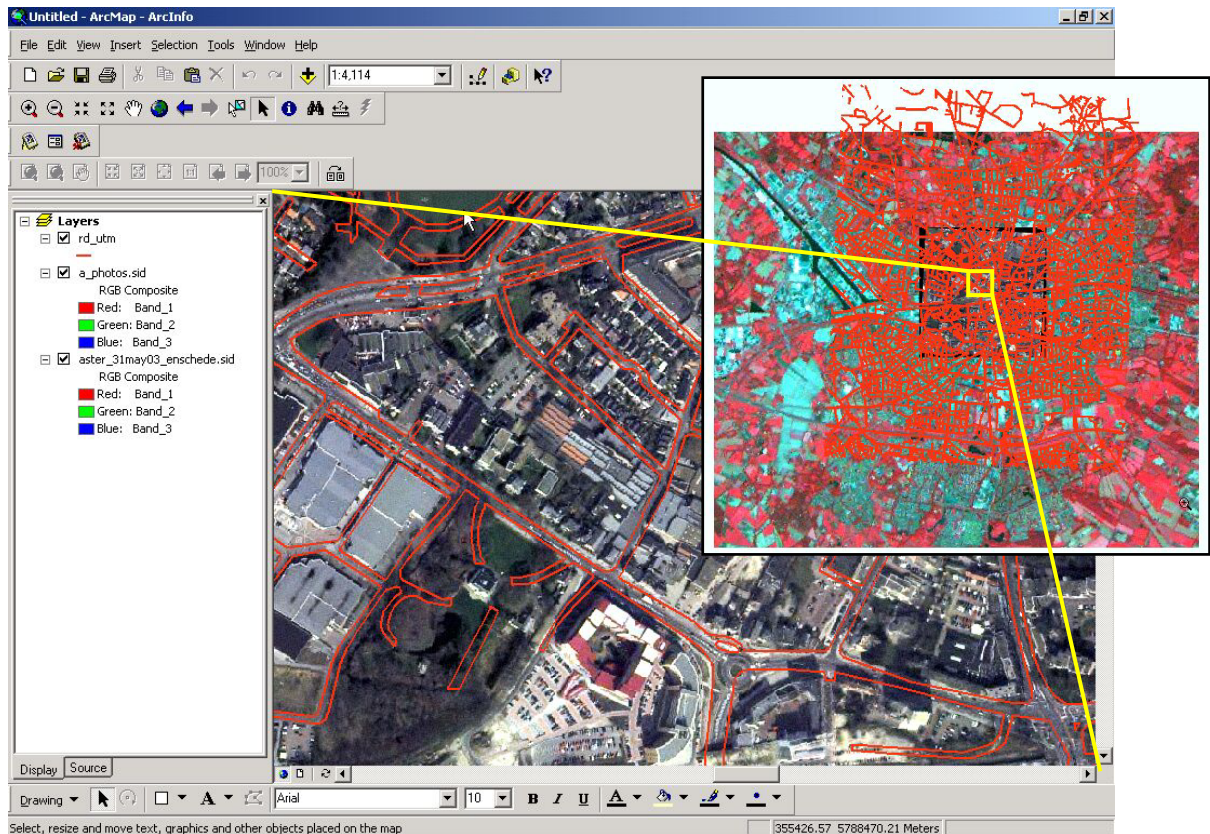 Untitled - ArcMap - ArcInfo
File Edit View Insert Selection Tools Window Help
1:4,114
100%
Layers
rd_utm
a_photos.sid
RGB Composite
Red: Band_1
Green: Band_2
Blue: Band_3
aster_31may03_enschede.sid
RGB Composite
Red: Band_1
Green: Band_2
Blue: Band_3
Display Source
Drawing A Arial 10 B I U A
Select, resize and move text, graphics and other objects placed on the map 355426.57 5788470.21 Meters